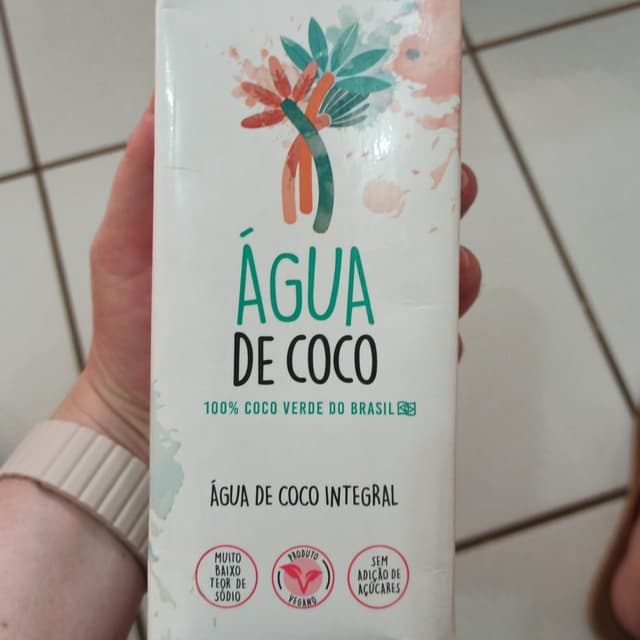 ÁGUA
DE COCO
100% COCO VERDE DO BRASIL
ÁGUA DE COCO INTEGRAL
MUITO
BAIXO
TEOR DE
SÓDIO
PRODUTO
VEGANO
SEM
ADIÇÃO DE
AÇÚCARES